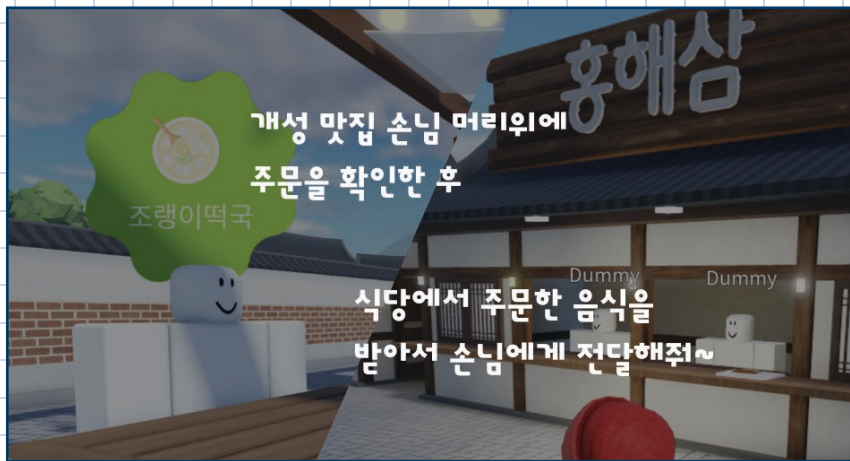 홍해삼
개성 맛집 손님 머리위에
주문을 확인한 후
조랭이떡국
Dummy
Dummy
식당에서 주문한 음식을
받아서 손님에게 전달해줘~